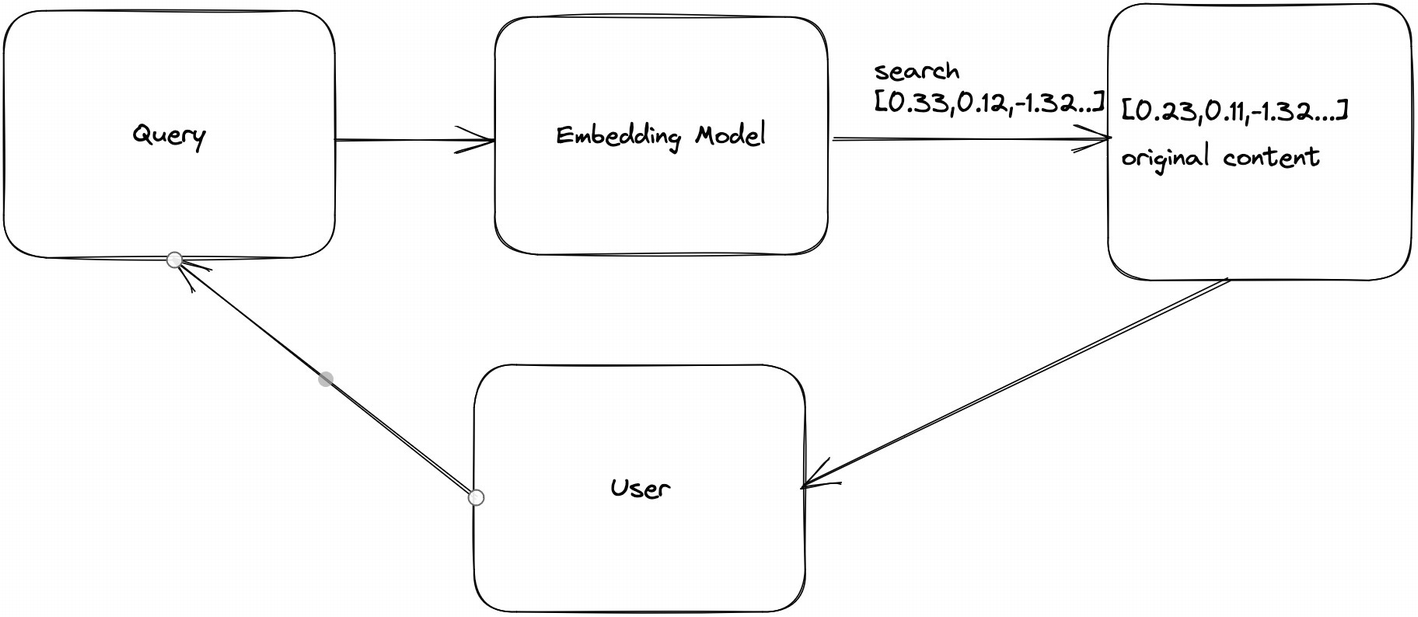 Query
Embedding Model
search
[0.33,0.12,-1.32..]
[0.23,0.11,-1.32...]
original content
User